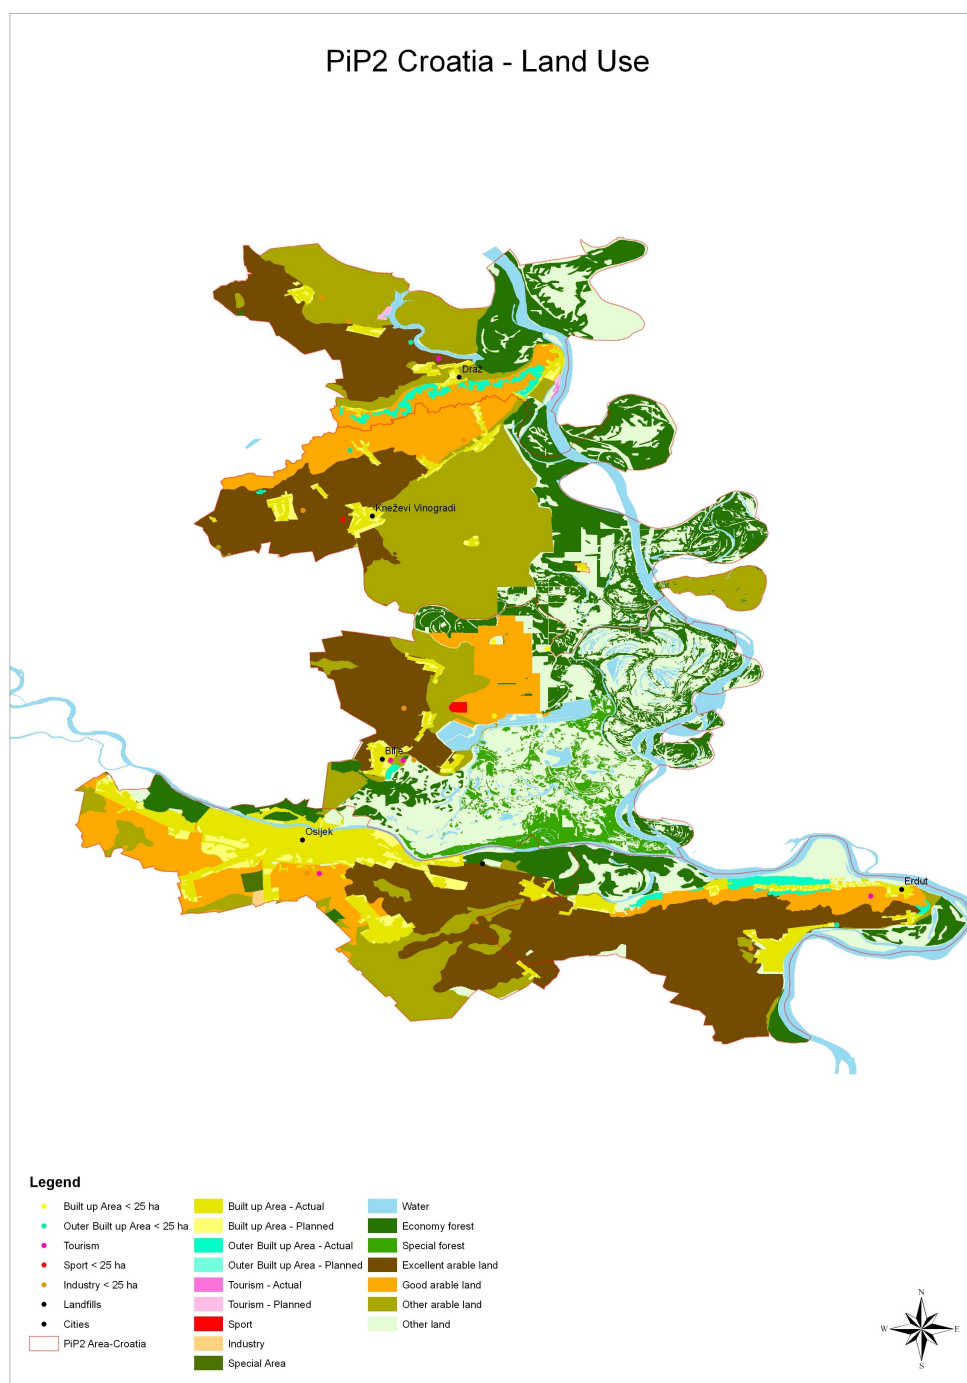 PiP2 Croatia - Land Use
Draž
Kneževi Vinogradi
Bilje
Osijek
Erdut
Legend
Built up Area < 25 ha
Outer Built up Area < 25 ha
Tourism
Sport < 25 ha
Industry < 25 ha
Landfills
Cities
PiP2 Area-Croatia
Built up Area - Actual
Built up Area - Planned
Outer Built up Area - Actual
Outer Built up Area - Planned
Tourism - Actual
Tourism - Planned
Sport
Industry
Special Area
Water
Economy forest
Special forest
Excellent arable land
Good arable land
Other arable land
Other land
N
W
E
S